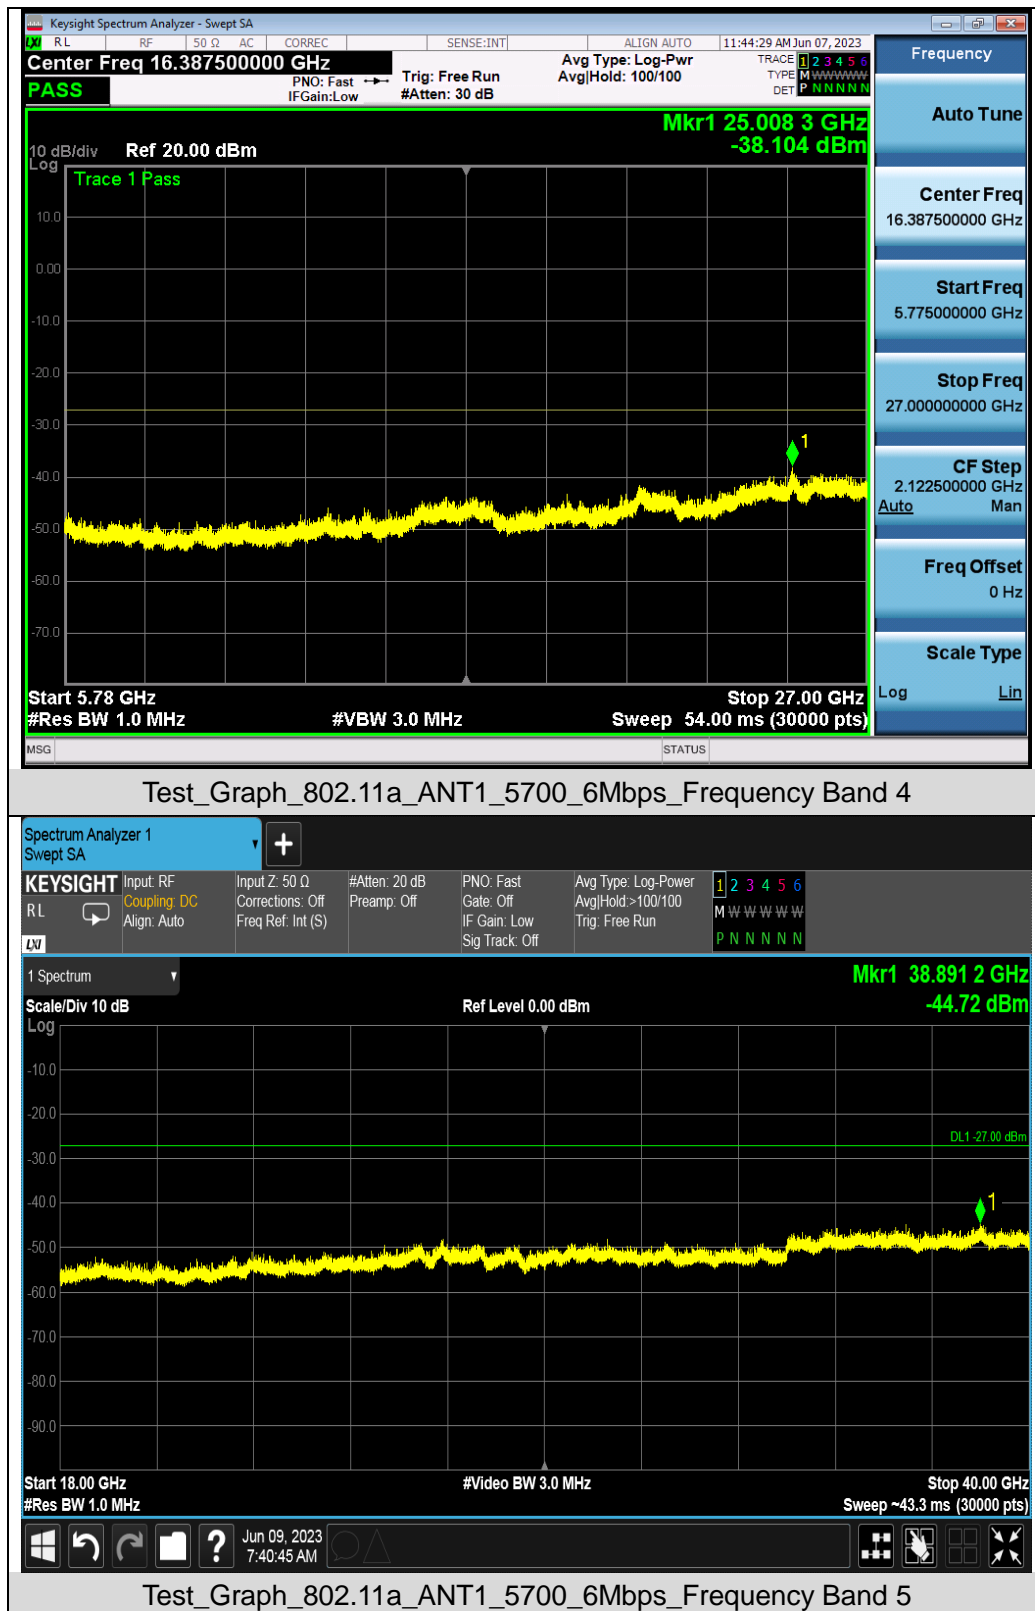 Keysight Spectrum Analyzer - Swept SA
LXI RL RF 50 Ω AC CORREC SENSE:INT ALIGN AUTO 11:44:29 AM Jun 07, 2023
Center Freq 16.387500000 GHz
PASS
PNO: Fast
IFGain:Low
Trig: Free Run
#Atten: 30 dB
Avg Type: Log-Pwr
Avg|Hold: 100/100
TRACE 1 2 3 4 5 6
TYPE M W W W W W
DET P N N N N N
Mkr1 25.008 3 GHz
-38.104 dBm
10 dB/div Ref 20.00 dBm
Log
Trace 1 Pass
10.0
0.00
-10.0
-20.0
-30.0
-40.0
-50.0
-60.0
-70.0
1
Start 5.78 GHz Stop 27.00 GHz
#Res BW 1.0 MHz #VBW 3.0 MHz Sweep 54.00 ms (30000 pts)
MSG STATUS
Frequency
Auto Tune
Center Freq
16.387500000 GHz
Start Freq
5.775000000 GHz
Stop Freq
27.000000000 GHz
CF Step
2.122500000 GHz
Auto Man
Freq Offset
0 Hz
Scale Type
Log Lin
Test_Graph_802.11a_ANT1_5700_6Mbps_Frequency Band 4
Spectrum Analyzer 1
Swept SA
+
KEYSIGHT
RL
LXI
Input: RF
Coupling: DC
Align: Auto
Input Z: 50 Ω
Corrections: Off
Freq Ref: Int (S)
#Atten: 20 dB
Preamp: Off
PNO: Fast
Gate: Off
IF Gain: Low
Sig Track: Off
Avg Type: Log-Power
Avg|Hold:>100/100
Trig: Free Run
1 2 3 4 5 6
M W W W W W
P N N N N N
1 Spectrum
Mkr1 38.891 2 GHz
-44.72 dBm
Scale/Div 10 dB Ref Level 0.00 dBm
Log
-10.0
-20.0
DL1 -27.00 dBm
-30.0
-40.0
1
-50.0
-60.0
-70.0
-80.0
-90.0
Start 18.00 GHz #Video BW 3.0 MHz Stop 40.00 GHz
#Res BW 1.0 MHz Sweep ~43.3 ms (30000 pts)
?
Jun 09, 2023
7:40:45 AM
Test_Graph_802.11a_ANT1_5700_6Mbps_Frequency Band 5